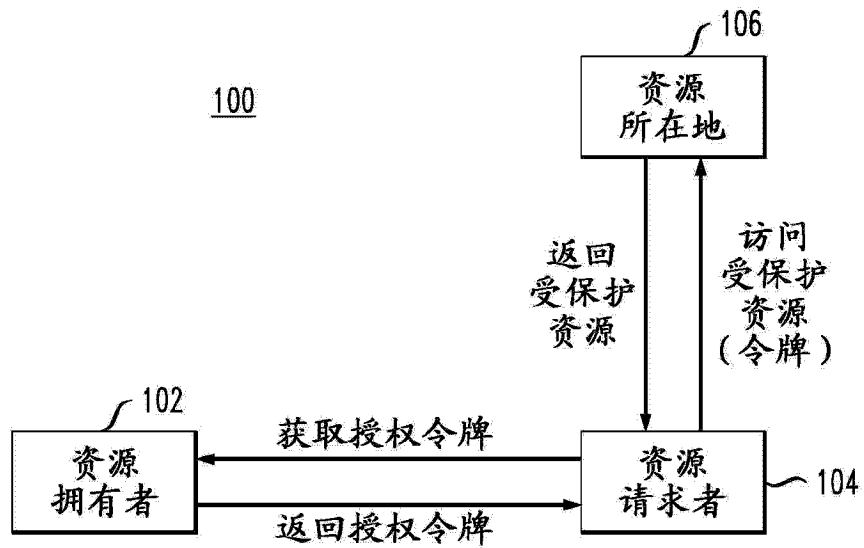 106
资源
所在地
100
返回
受保护
资源
访问
受保护
资源
(令牌)
102
资源
拥有者
获取授权令牌
返回授权令牌
资源
请求者
104